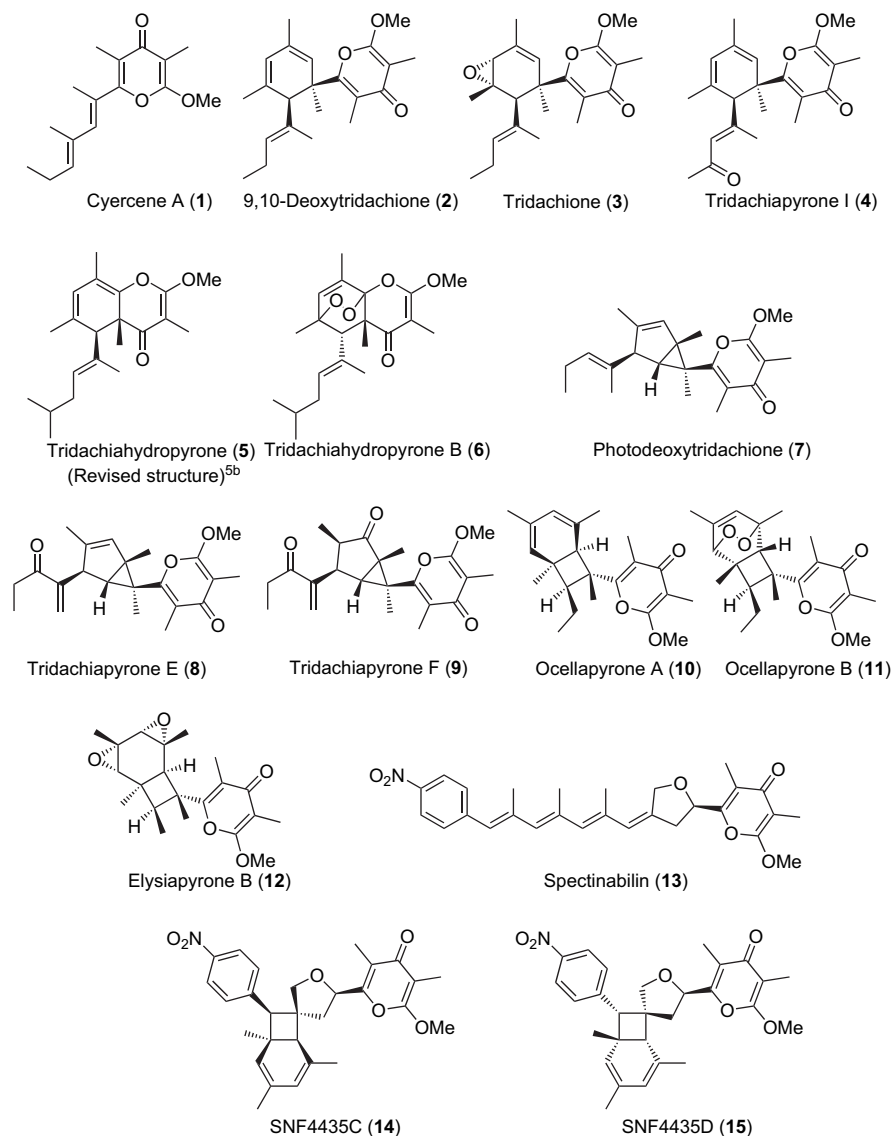 O
O OMe
Cyercene A (1)
O OMe
O
9,10-Deoxytridachione (2)
O OMe
O
O
Tridachione (3)
O OMe
O
O
Tridachiapyrone I (4)
O OMe
O
Tridachiahydropyrone (5)
(Revised structure)5b
O OMe
O
O
O
Tridachiahydropyrone B (6)
OMe
O
O
H
Photodeoxytridachione (7)
O
OMe
O
H
O
Tridachiapyrone E (8)
O
O
OMe
O
H
O
Tridachiapyrone F (9)
O
H
H
O
OMe
Ocellapyrone A (10)
O
O
O
H
H
O
OMe
Ocellapyrone B (11)
O
O
O
H
H
O
OMe
Elysiapyrone B (12)
O2N
O
O
O
OMe
Spectinabilin (13)
O2N
O
O
O
OMe
SNF4435C (14)
O2N
O
O
O
OMe
SNF4435D (15)